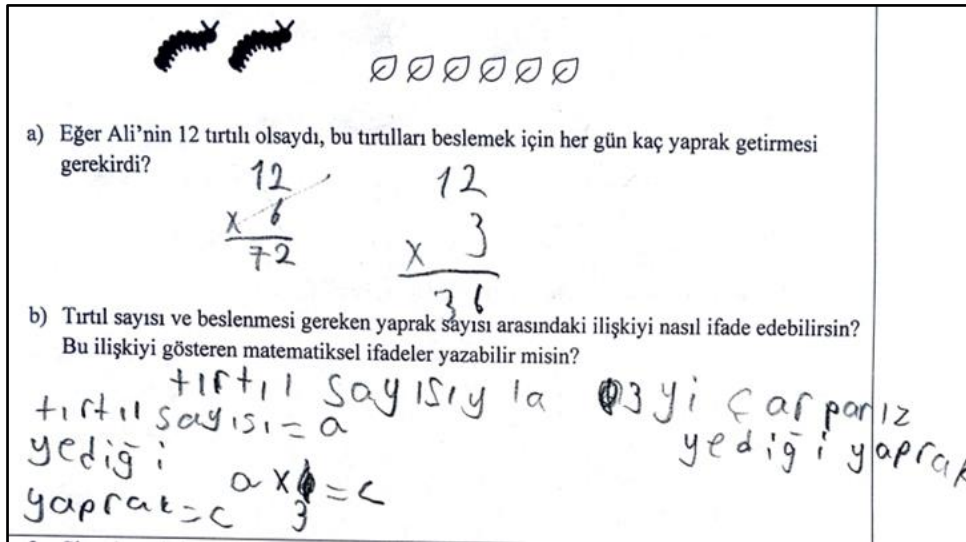 a) Eğer Ali'nin 12 tırtılı olsaydı, bu tırtılları beslemek için her gün kaç yaprak getirmesi
gerekirdi?
12
x 6
72
12
x 3
36
b) Tırtıl sayısı ve beslenmesi gereken yaprak sayısı arasındaki ilişkiyi nasıl ifade edebilirsin?
Bu ilişkiyi gösteren matematiksel ifadeler yazabilir misin?
tırtıl sayısıyla 3 yi çarparız
yediği yaprak
tırtıl sayısı = a
yediği
yaprak = c
a x 3 = c